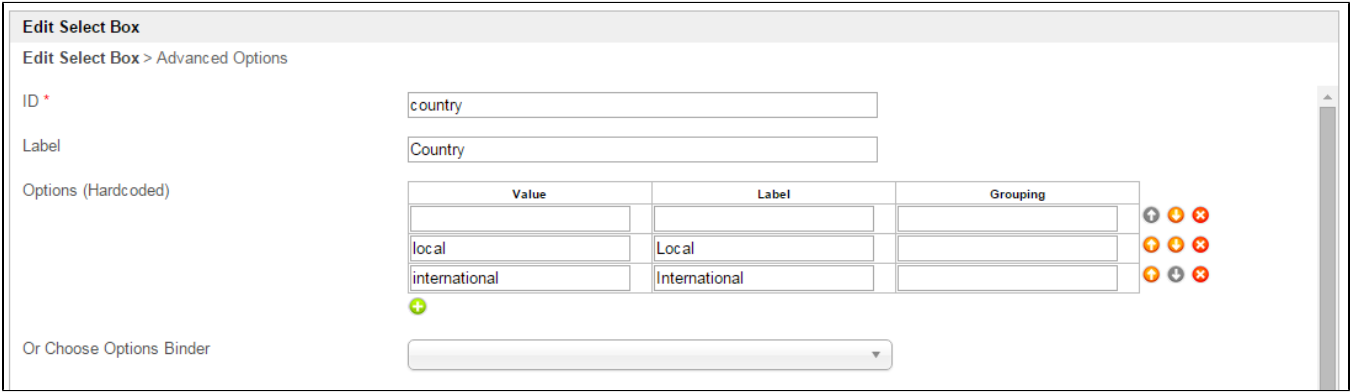 Edit Select Box
Edit Select Box > Advanced Options
ID *
country
Label
Country
Options (Hardcoded)
Value Label Grouping
local Local
international International
Or Choose Options Binder